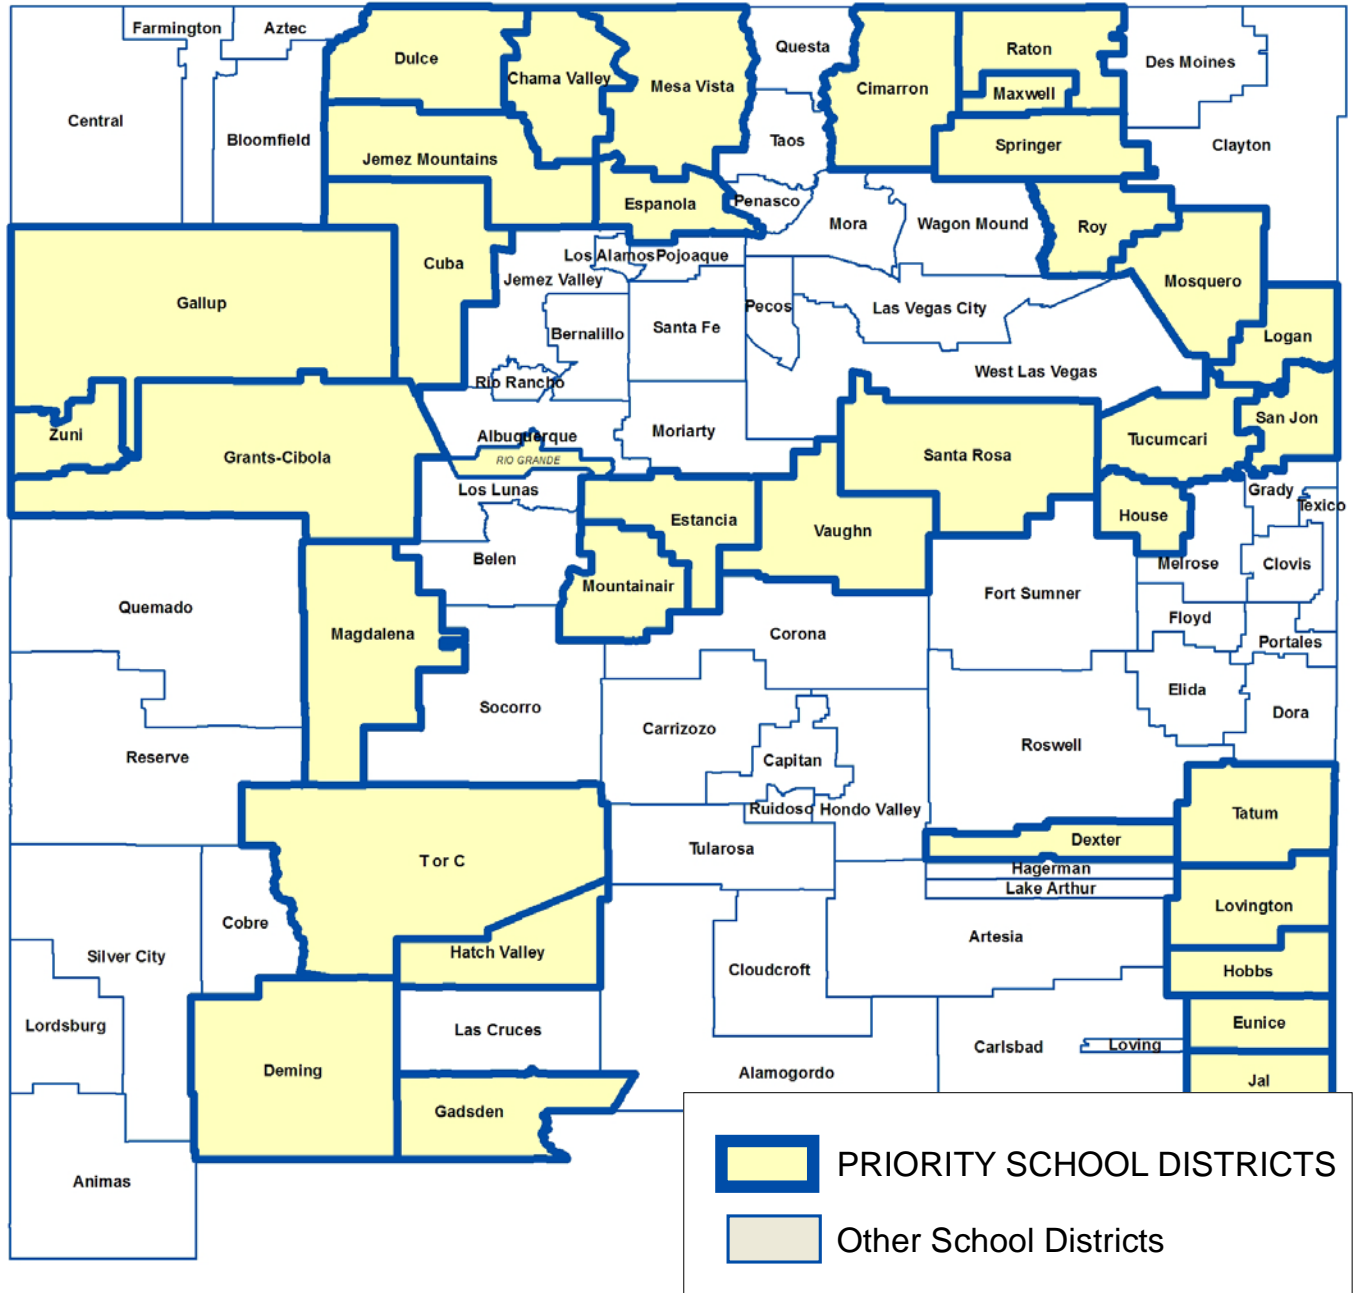 Farmington
Aztec
Questa
Dulce
Chama Valley
Mesa Vista
Cimarron
Raton
Des Moines
Maxwell
Central
Bloomfield
Taos
Springer
Clayton
Jemez Mountains
Espanola
Penasco
Mora
Wagon Mound
Roy
Cuba
Los Alamos
Pojoaque
Jemez Valley
Mosquero
Gallup
Pecos
Las Vegas City
Bernalillo
Santa Fe
Logan
Rio Rancho
West Las Vegas
Zuni
Albuquerque
Moriarty
Tucumcari
San Jon
Grants-Cibola
RIO GRANDE
Santa Rosa
Los Lunas
Grady
Texico
Estancia
Vaughn
House
Belen
Melrose
Clovis
Mountainair
Fort Sumner
Quemado
Magdalena
Corona
Floyd
Portales
Elida
Socorro
Carrizozo
Dora
Reserve
Capitan
Roswell
Ruidoso
Hondo Valley
Tatum
T or C
Tularosa
Dexter
Hagerman
Lake Arthur
Cobre
Lovington
Silver City
Hatch Valley
Artesia
Cloudcroft
Hobbs
Lordsburg
Las Cruces
Eunice
Carlsbad
Loving
Deming
Alamogordo
Jal
Gadsden
Animas
PRIORITY SCHOOL DISTRICTS
Other School Districts